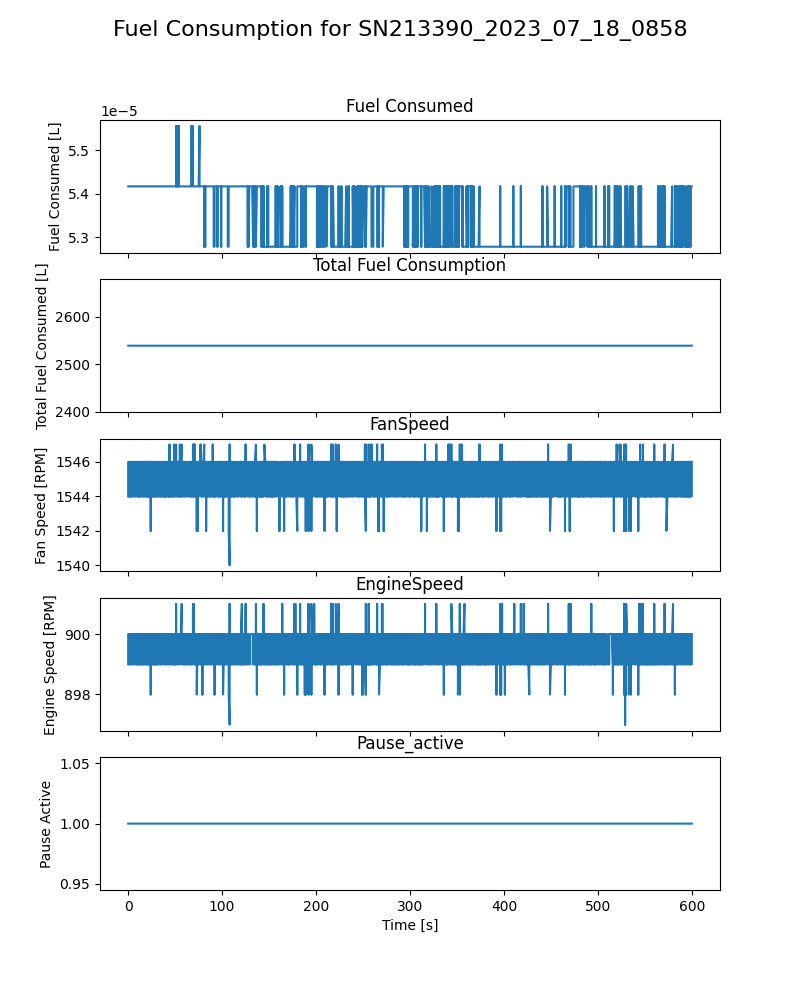 Fuel Consumption for SN213390_2023_07_18_0858
Fuel Consumed
1e−5
Fuel Consumed [L]
5.5
5.4
5.3
Total Fuel Consumption
Total Fuel Consumed [L]
2600
2500
2400
FanSpeed
Fan Speed [RPM]
1546
1544
1542
1540
EngineSpeed
Engine Speed [RPM]
900
898
Pause_active
Pause Active
1.05
1.00
0.95
0 100 200 300 400 500 600
Time [s]